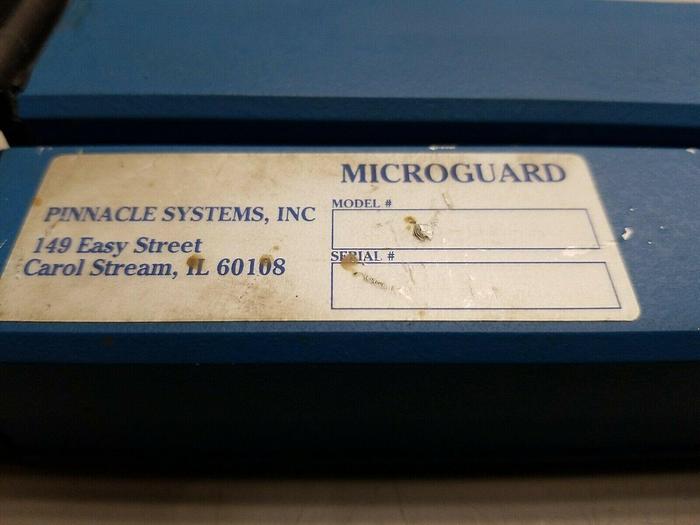 MICROGUARD
PINNACLE SYSTEMS, INC
149 Easy Street
Carol Stream, IL 60108
MODEL #
SERIAL #